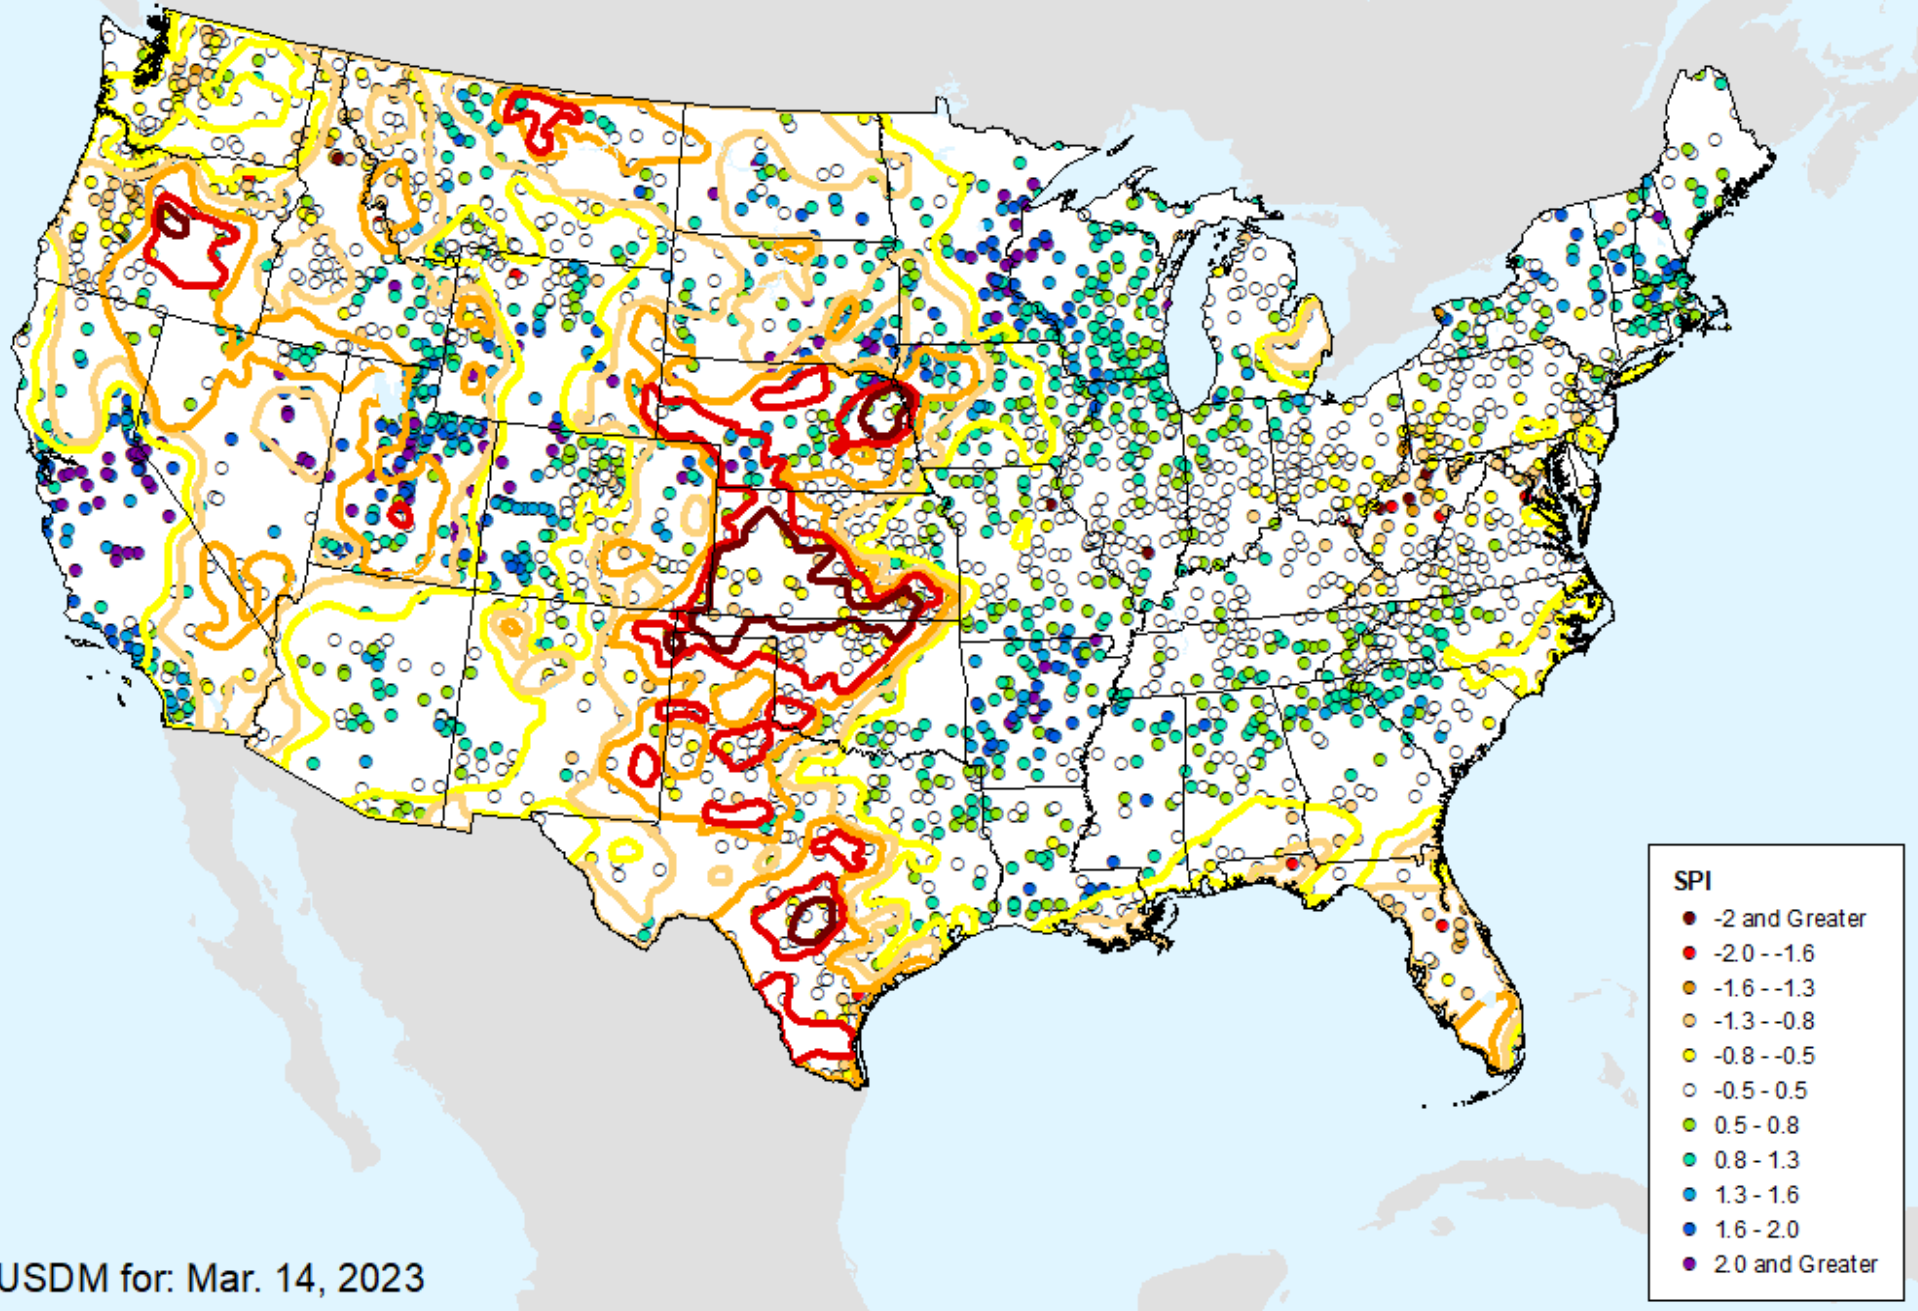 SPI
-2 and Greater
-2.0 - -1.6
-1.6 - -1.3
-1.3 - -0.8
-0.8 - -0.5
-0.5 - 0.5
0.5 - 0.8
0.8 - 1.3
1.3 - 1.6
1.6 - 2.0
2.0 and Greater
USDM for: Mar. 14, 2023